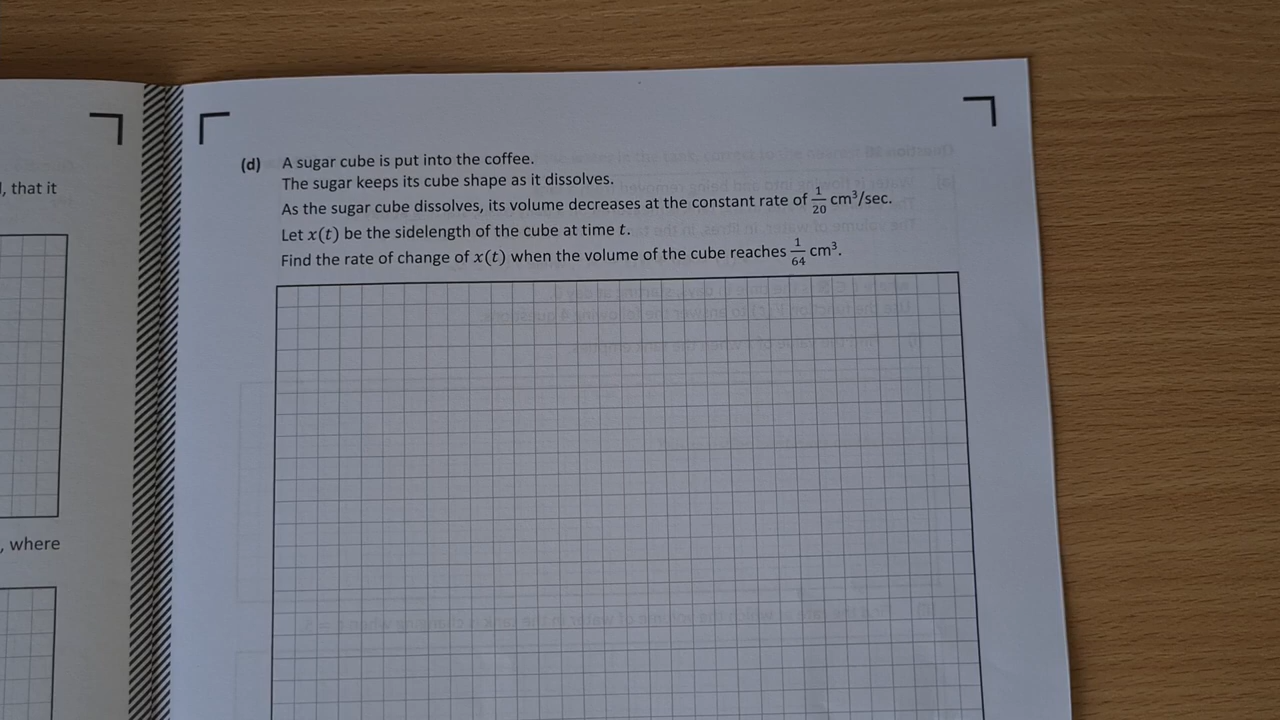 , that it
, where
(d) A sugar cube is put into the coffee.
The sugar keeps its cube shape as it dissolves.
As the sugar cube dissolves, its volume decreases at the constant rate of 1/20 cm³/sec.
Let x(t) be the sidelength of the cube at time t.
Find the rate of change of x(t) when the volume of the cube reaches 1/64 cm³.